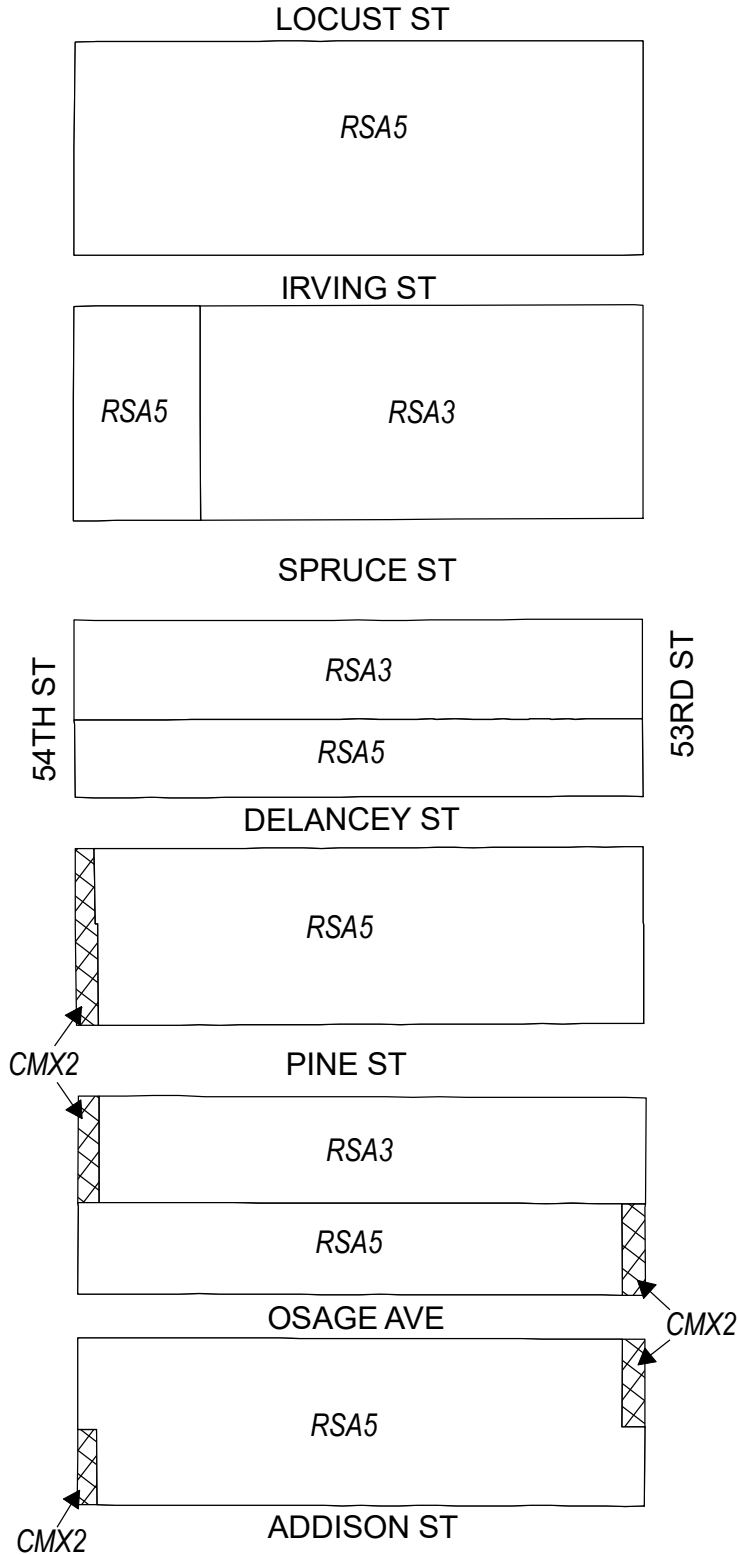 LOCUST ST
RSA5
IRVING ST
RSA5
RSA3
SPRUCE ST
54TH ST
RSA3
53RD ST
RSA5
DELANCEY ST
RSA5
CMX2
PINE ST
RSA3
RSA5
OSAGE AVE
CMX2
RSA5
CMX2
ADDISON ST